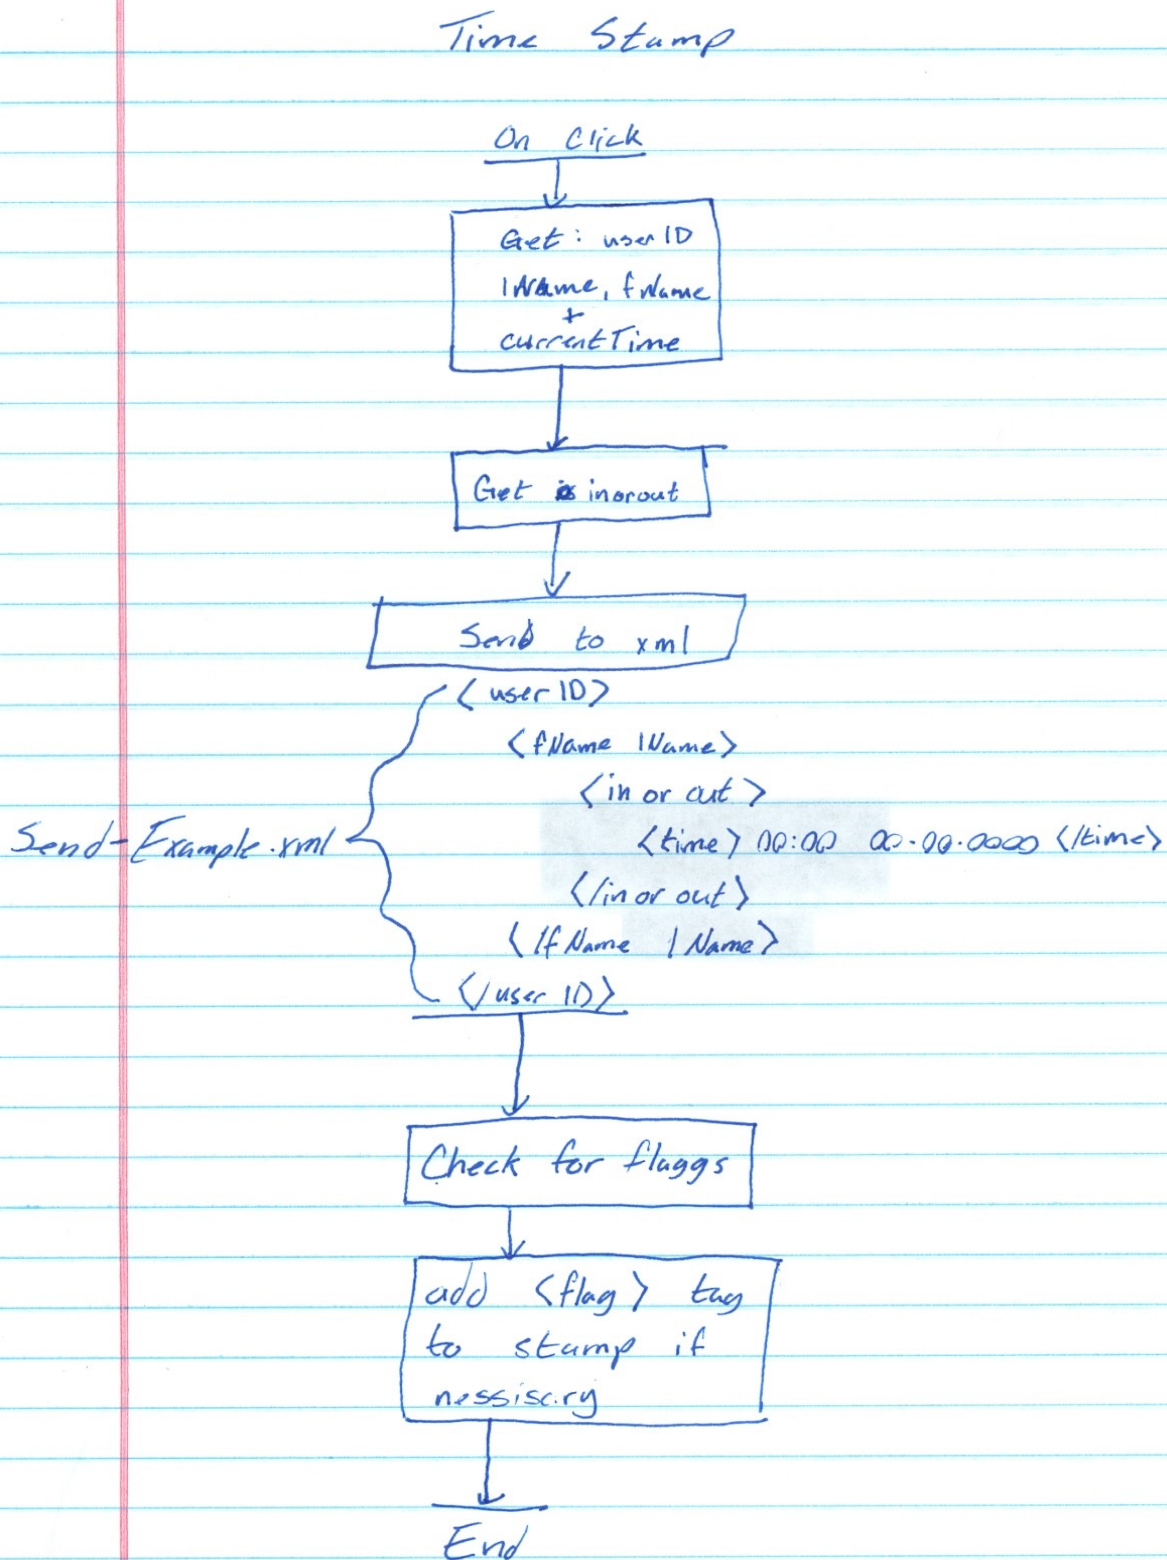 Time Stamp
On Click
Get: userID
lName, fName
+
currentTime
Get inorout
Send to xml
<userID>
<fName lName>
<in or out>
Send-Example.xml
<time> 00:00 00.00.0000 </time>
</in or out>
</fName lName>
</user ID>
Check for flaggs
add <flag> tag
to stamp if
nessisary
End